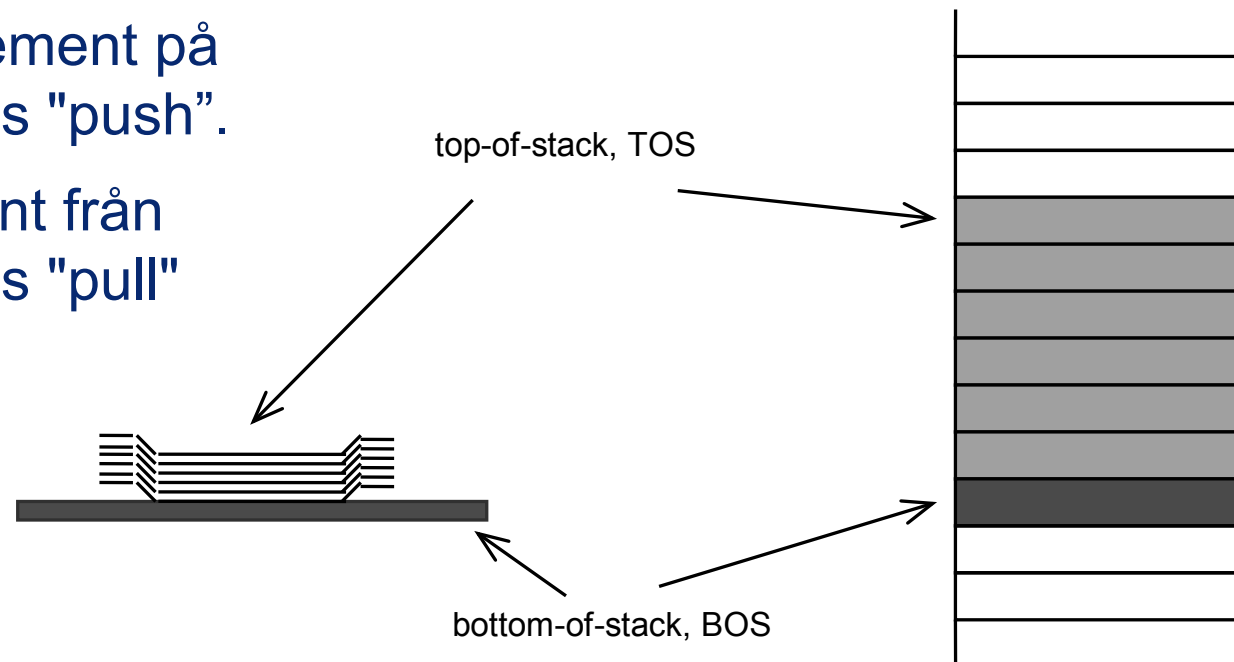 ement på
s "push”.
nt från
s "pull"
top-of-stack, TOS
bottom-of-stack, BOS